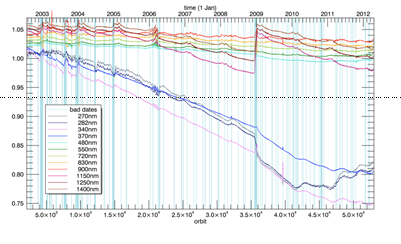 time (1 Jan)
2003 2004 2005 2006 2007 2008 2009 2010 2011 2012
1.05
1.00
0.95
0.90
0.85
0.80
0.75
bad dates
270nm
282nm
340nm
370nm
480nm
550nm
720nm
830nm
900nm
1150nm
1250nm
1400nm
5.0×10³ 1.0×10⁴ 1.5×10⁴ 2.0×10⁴ 2.5×10⁴ 3.0×10⁴ 3.5×10⁴ 4.0×10⁴ 4.5×10⁴ 5.0×10⁴
orbit